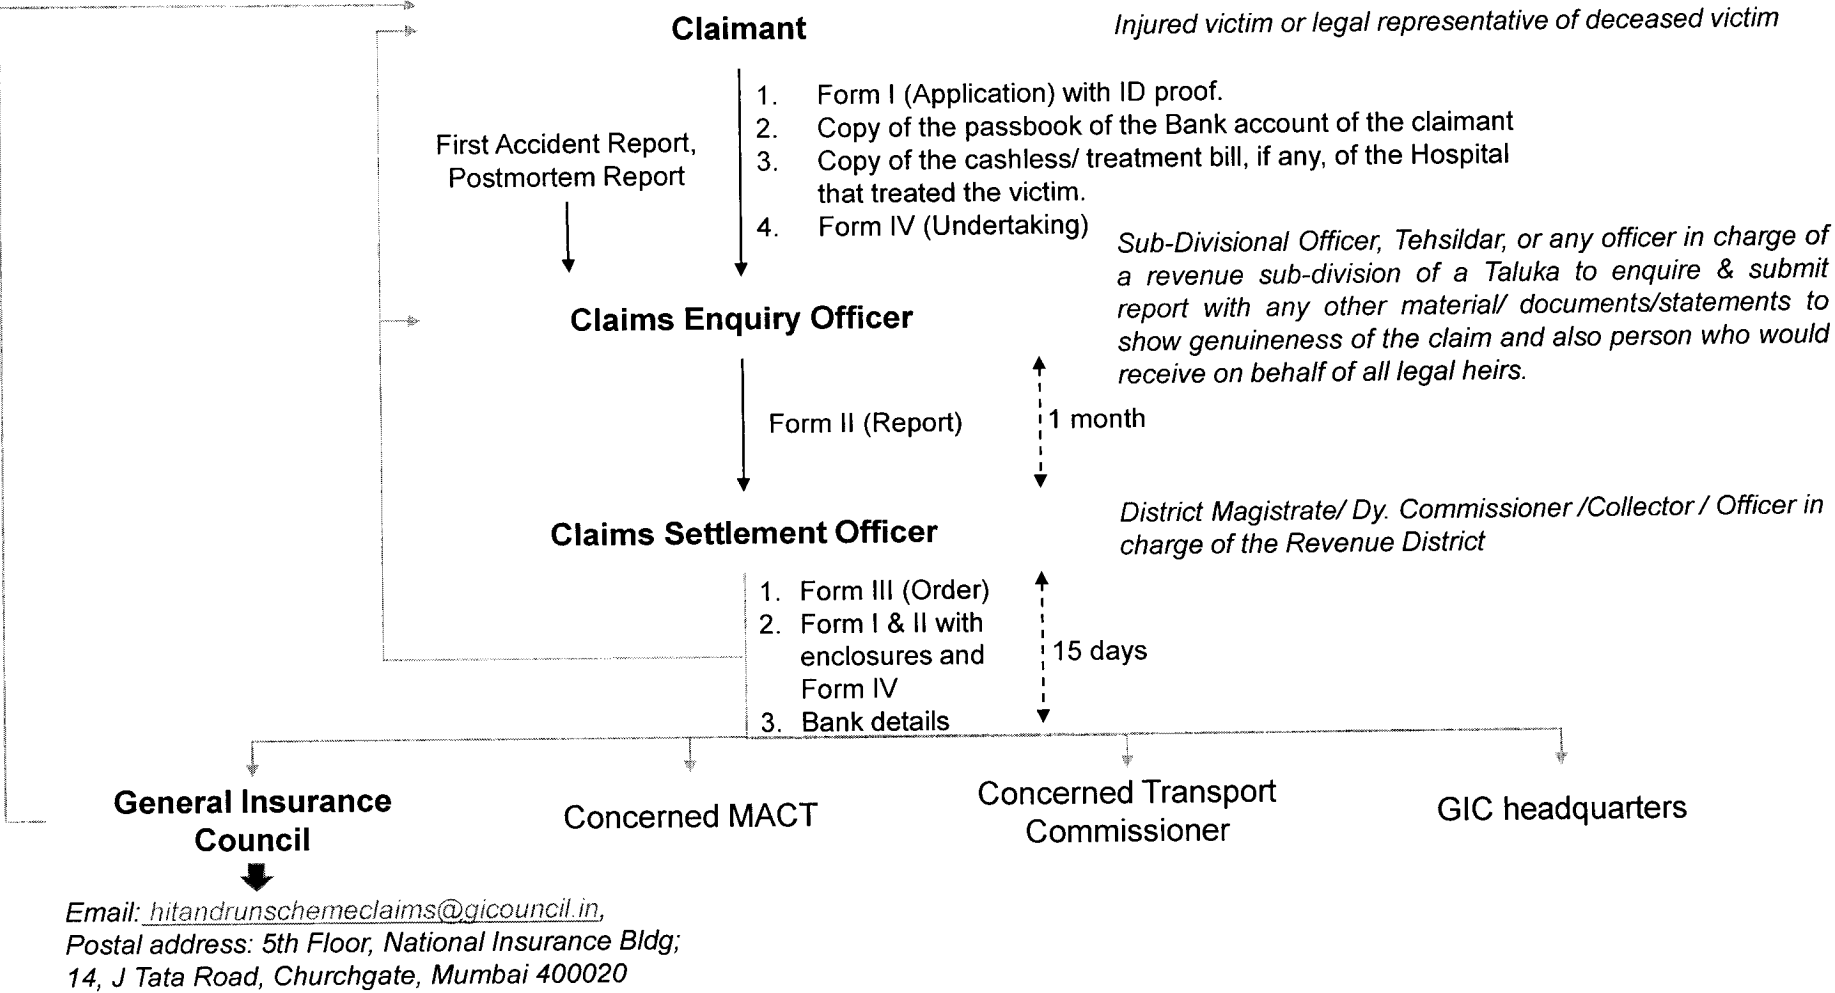 Claimant
Injured victim or legal representative of deceased victim
1. Form I (Application) with ID proof.
2. Copy of the passbook of the Bank account of the claimant
3. Copy of the cashless/ treatment bill, if any, of the Hospital
that treated the victim.
4. Form IV (Undertaking)
First Accident Report,
Postmortem Report
Sub-Divisional Officer, Tehsildar, or any officer in charge of
a revenue sub-division of a Taluka to enquire & submit
report with any other material/ documents/statements to
show genuineness of the claim and also person who would
receive on behalf of all legal heirs.
Claims Enquiry Officer
Form II (Report)
1 month
Claims Settlement Officer
District Magistrate/ Dy. Commissioner /Collector / Officer in
charge of the Revenue District
1. Form III (Order)
2. Form I & II with
enclosures and
Form IV
3. Bank details
15 days
General Insurance
Council
Concerned MACT
Concerned Transport
Commissioner
GIC headquarters
Email: hitandrunschemeclaims@gicouncil.in,
Postal address: 5th Floor, National Insurance Bldg;
14, J Tata Road, Churchgate, Mumbai 400020